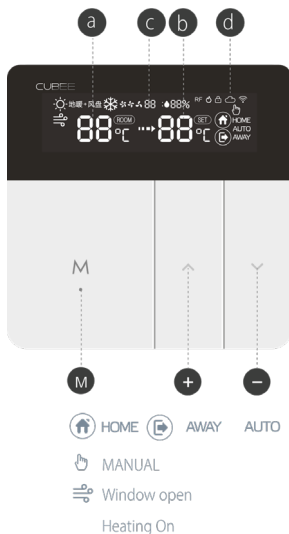 a c b d
CUBEE
地暖+风盘 88 88% RF
88 °C ROOM 88 °C SET HOME
AUTO
AWAY
M
M + −
HOME AWAY AUTO
MANUAL
Window open
Heating On